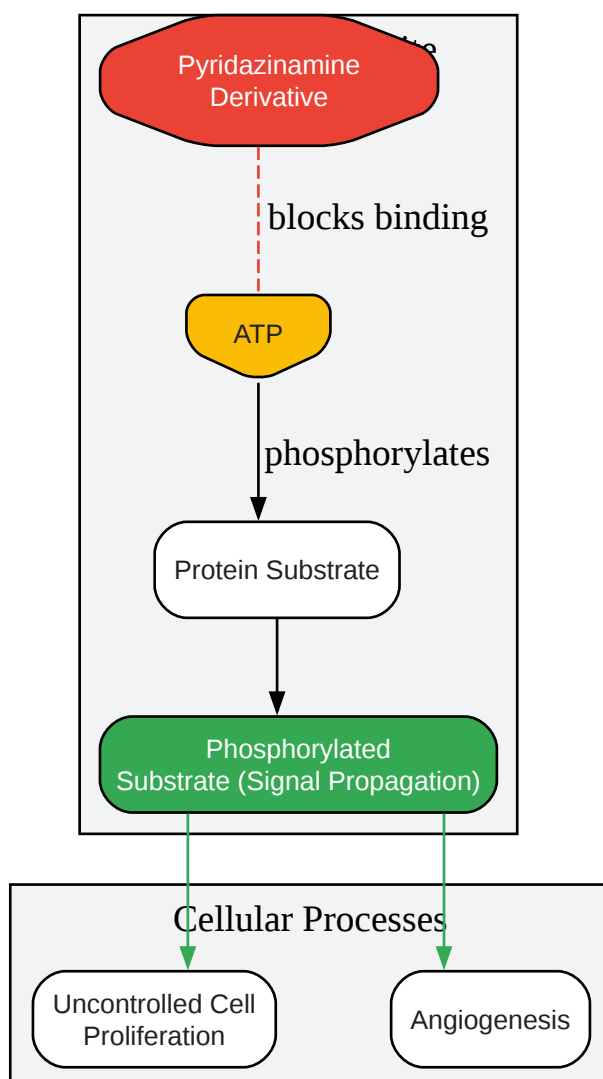 Pyridazinamine
Derivative
blocks binding
ATP
phosphorylates
Protein Substrate
Phosphorylated
Substrate (Signal Propagation)
Cellular Processes
Uncontrolled Cell
Proliferation
Angiogenesis